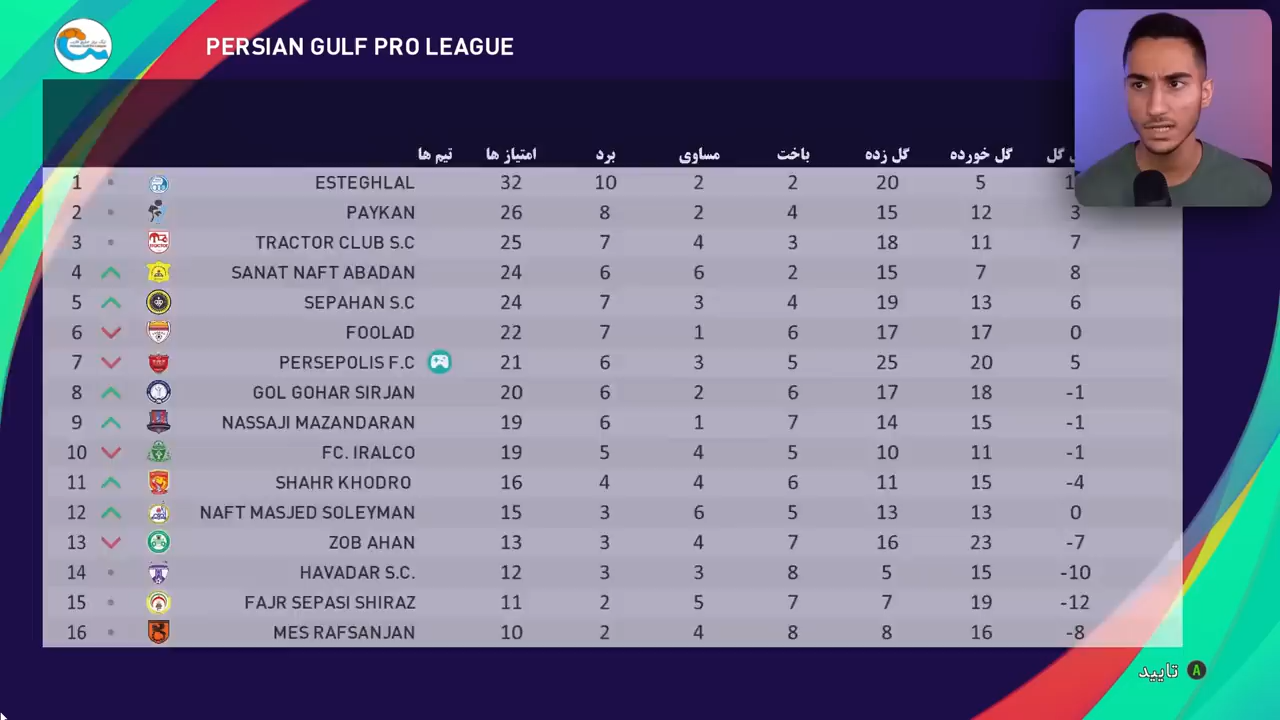 PERSIAN GULF PRO LEAGUE
تیم ها امتیاز ها برد مساوی باخت گل زده گل خورده گل
1 ESTEGHLAL 32 10 2 2 20 5
2 PAYKAN 26 8 2 4 15 12 3
3 TRACTOR CLUB S.C 25 7 4 3 18 11 7
4 SANAT NAFT ABADAN 24 6 6 2 15 7 8
5 SEPAHAN S.C 24 7 3 4 19 13 6
6 FOOLAD 22 7 1 6 17 17 0
7 PERSEPOLIS F.C 21 6 3 5 25 20 5
8 GOL GOHAR SIRJAN 20 6 2 6 17 18 -1
9 NASSAJI MAZANDARAN 19 6 1 7 14 15 -1
10 FC. IRALCO 19 5 4 5 10 11 -1
11 SHAHR KHODRO 16 4 4 6 11 15 -4
12 NAFT MASJED SOLEYMAN 15 3 6 5 13 13 0
13 ZOB AHAN 13 3 4 7 16 23 -7
14 HAVADAR S.C. 12 3 3 8 5 15 -10
15 FAJR SEPASI SHIRAZ 11 2 5 7 7 19 -12
16 MES RAFSANJAN 10 2 4 8 8 16 -8
تایید A